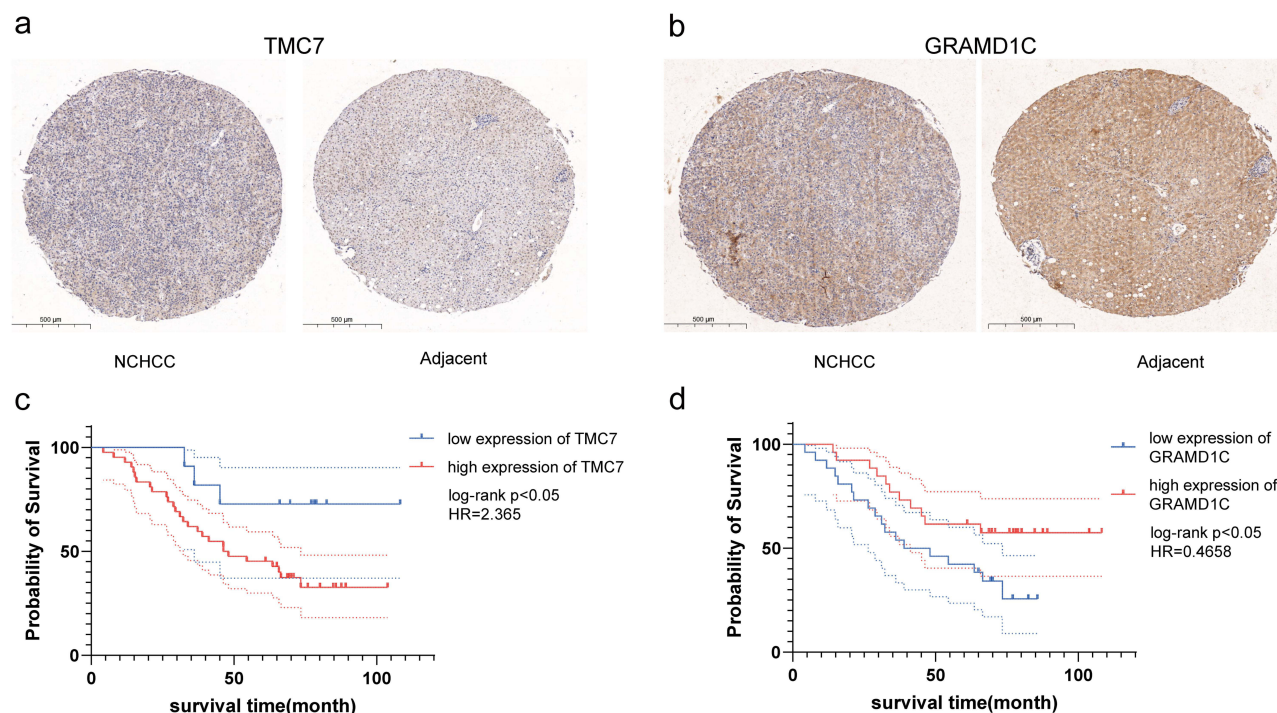 a
TMC7
500 µm
500 µm
NCHCC
Adjacent
b
GRAMD1C
500 µm
500 µm
NCHCC
Adjacent
c
Probability of Survival
100
50
0
0
50
100
survival time(month)
low expression of TMC7
high expression of TMC7
log-rank p<0.05
HR=2.365
d
Probability of Survival
100
50
0
0
50
100
survival time(month)
low expression of
GRAMD1C
high expression of
GRAMD1C
log-rank p<0.05
HR=0.4658